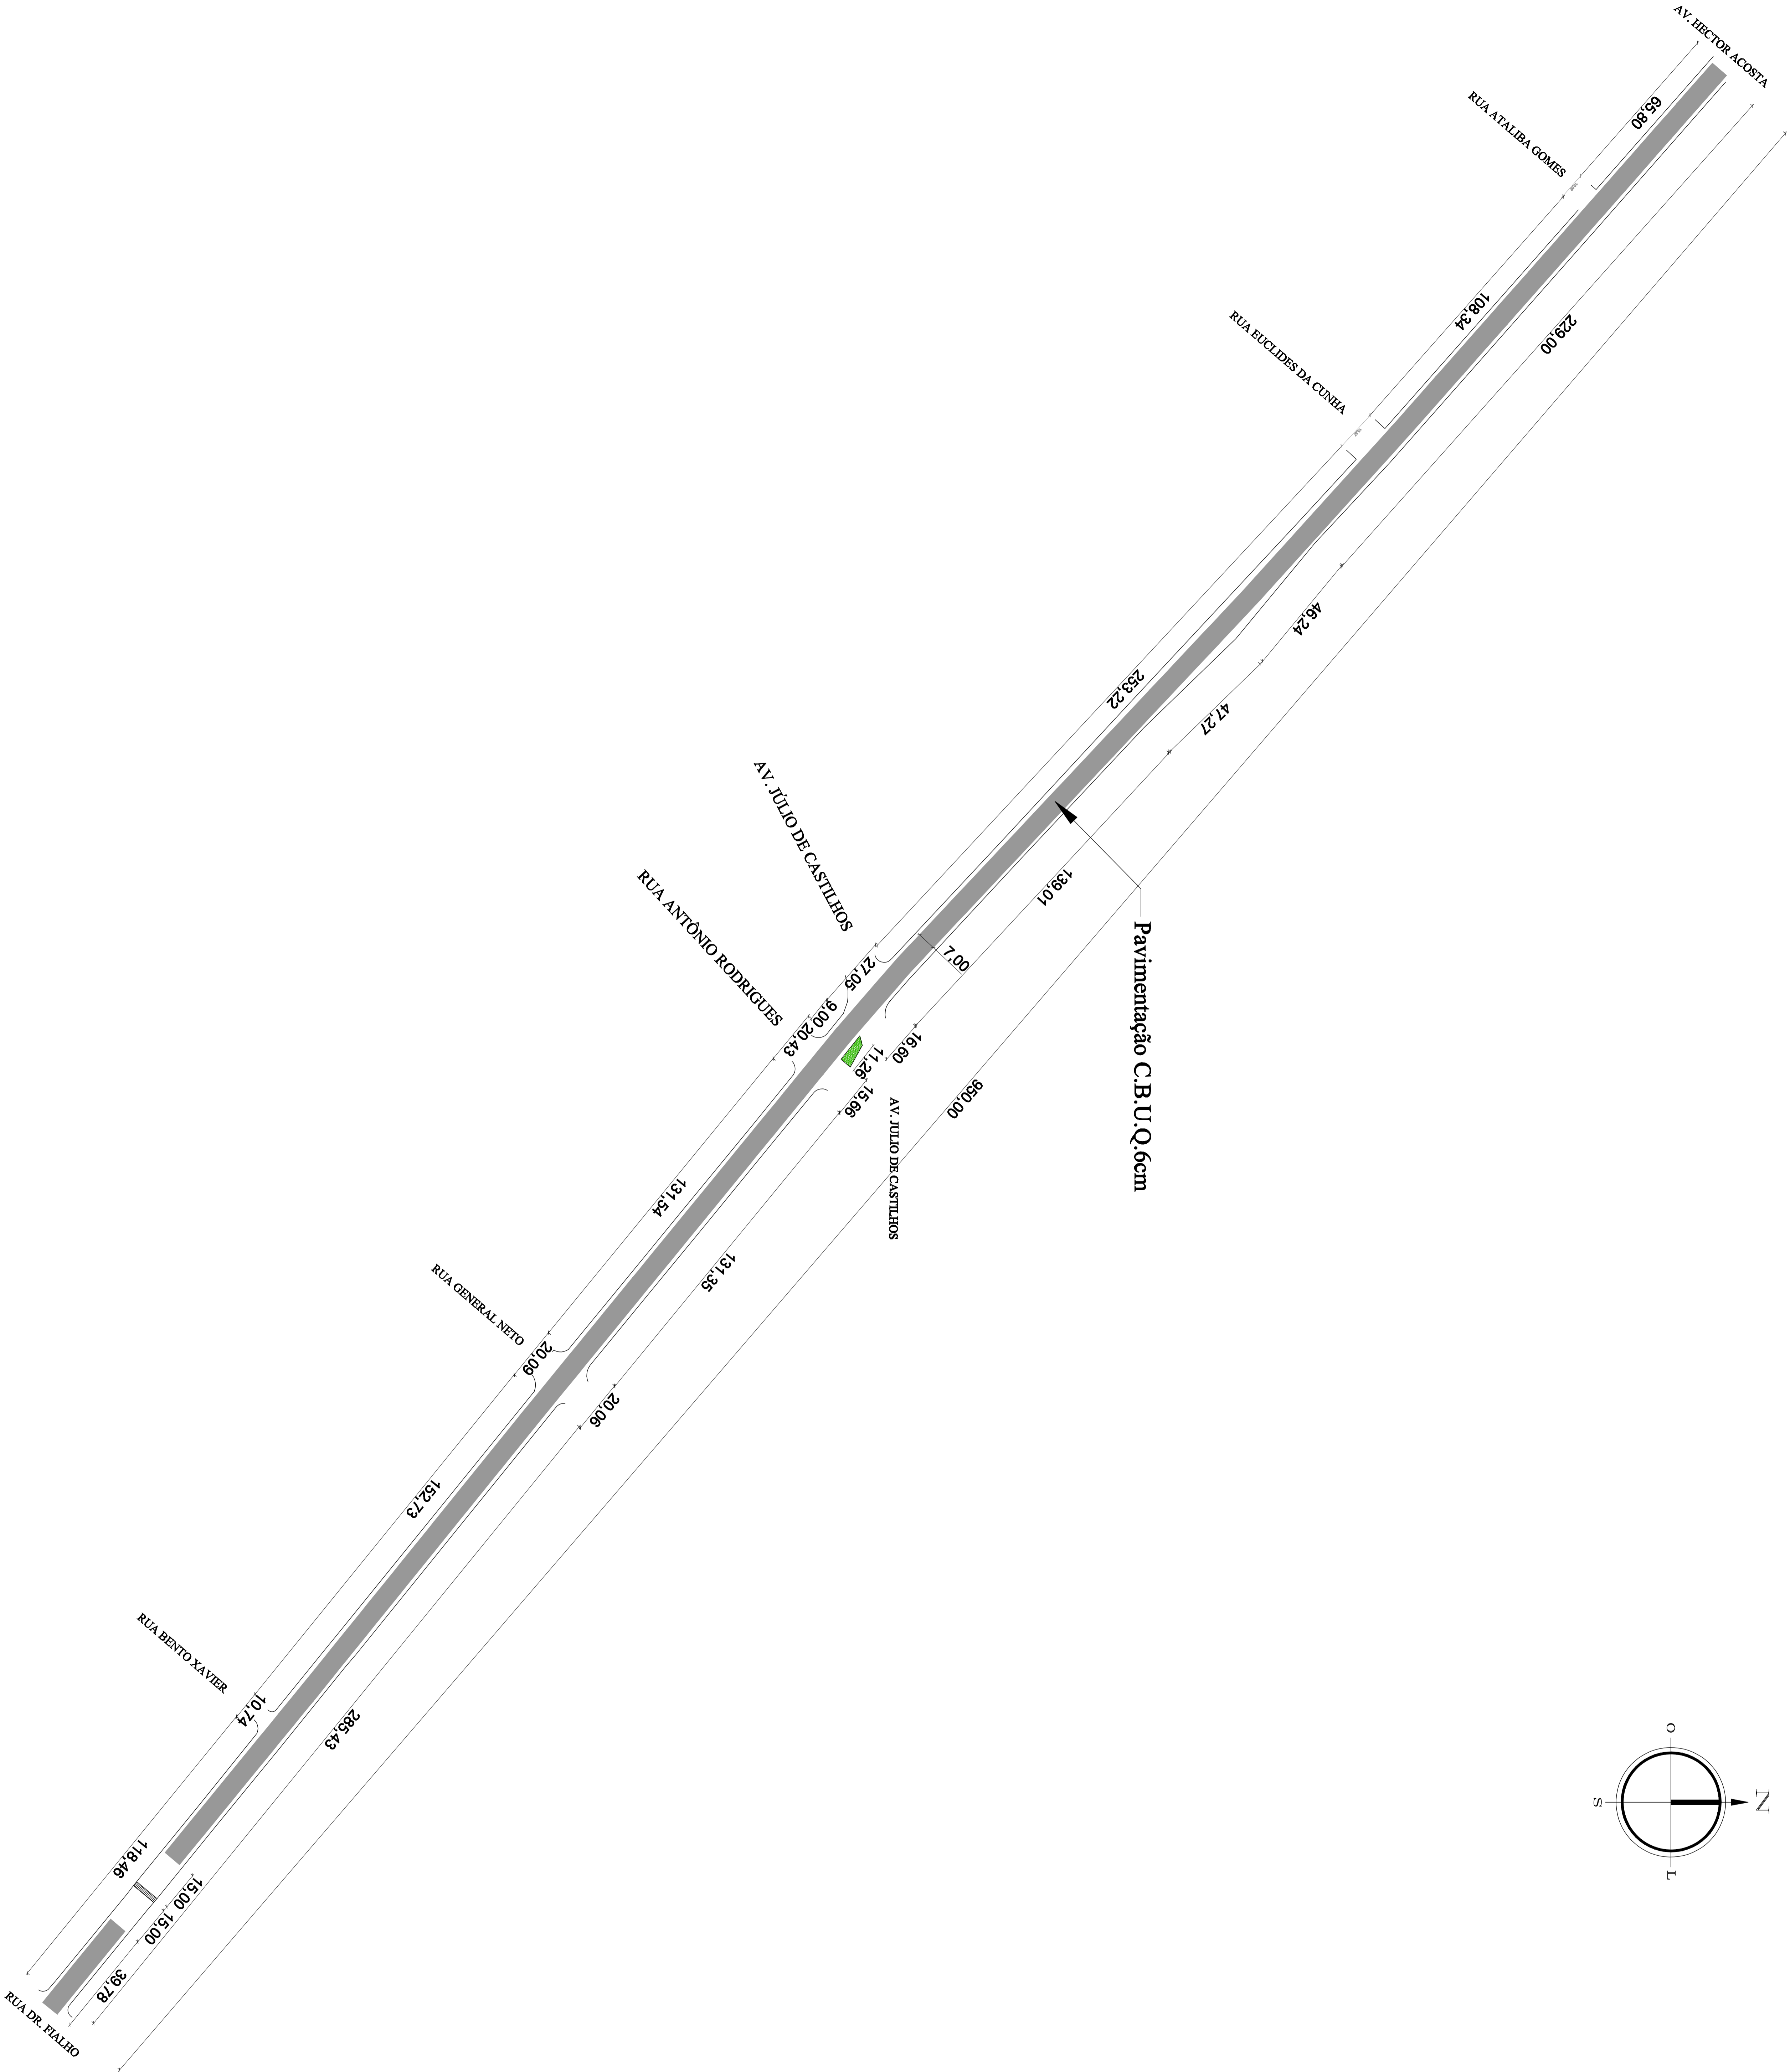 AV. HECTOR ACOSTA
65,80
RUA ATALIBA GOMES
108,34
229,00
RUA EUCLIDES DA CUNHA
46,24
253,22
47,27
AV. JÚLIO DE CASTILHOS
139,01
RUA ANTÔNIO RODRIGUES
Pavimentação C.B.U.Q.6cm
7,00
27,05
9,00
20,43
16,60
11,26
15,66
950,00
AV. JULIO DE CASTILHOS
131,54
131,35
RUA GENERAL NETO
20,09
20,06
152,73
RUA BENTO XAVIER
10,74
285,43
118,46
15,00
15,00
39,78
RUA DR. FIALHO
O
N
S
L